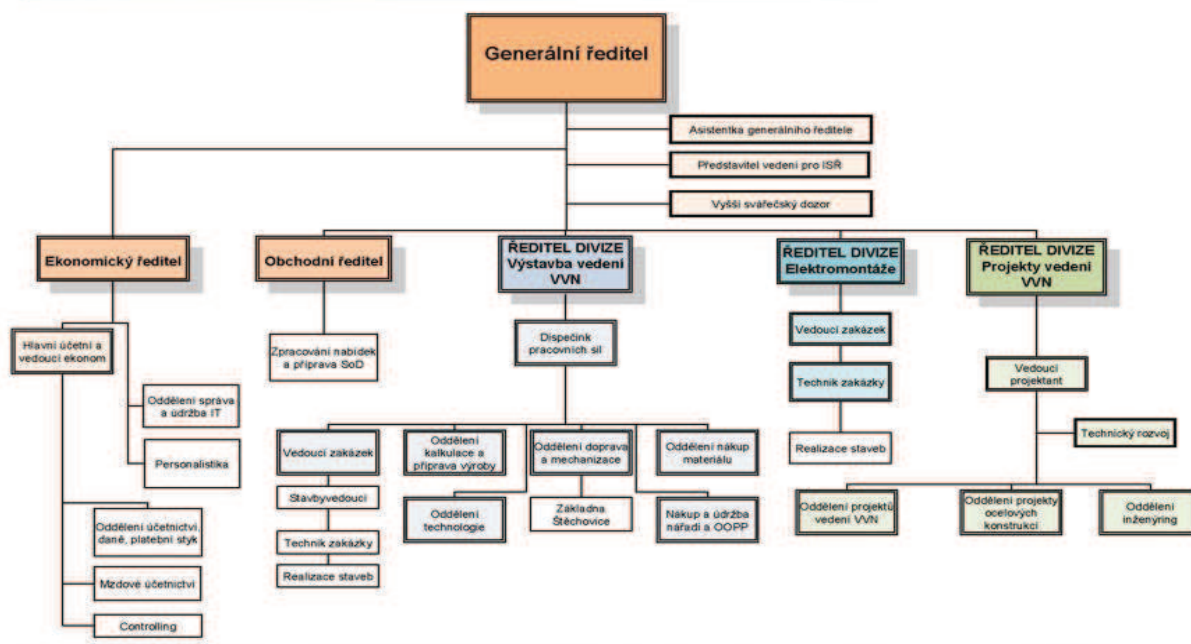 Generální ředitel
Asistentka generálního ředitele
Představitel vedení pro ISŘ
Vyšší svářečský dozor
Ekonomický ředitel
Obchodní ředitel
ŘEDITEL DIVIZE
Výstavba vedení
VVN
ŘEDITEL DIVIZE
Elektromontáže
ŘEDITEL DIVIZE
Projekty vedení
VVN
Hlavní účetní a
vedoucí ekonom
Oddělení správa
a údržba IT
Personalistika
Oddělení účetnictví,
daně, platební styk
Mzdové účetnictví
Controlling
Zpracování nabídek
a příprava SoD
Dispečink
pracovních sil
Vedoucí zakázek
Stavbyvedoucí
Technik zakázky
Realizace staveb
Oddělení
kalkulace a
příprava výroby
Oddělení
technologie
Oddělení doprava
a mechanizace
Základna
Štěchovice
Oddělení nákup
materiálu
Nákup a údržba
nářadí a OOPP
Vedoucí zakázek
Technik zakázky
Realizace staveb
Vedoucí
projektant
Technický rozvoj
Oddělení projektů
vedení VVN
Oddělení projekty
ocelových
konstrukcí
Oddělení
inženýring